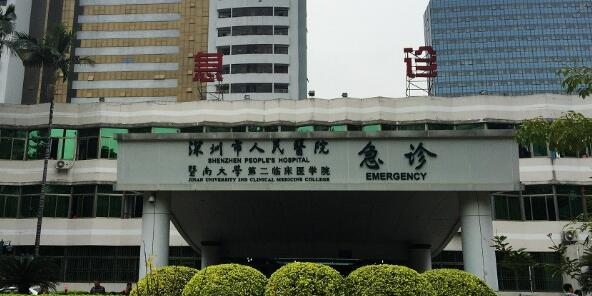 急 诊
深圳市人民医院
SHENZHEN PEOPLE'S HOSPITAL
暨南大学第二临床医学院
JINAN UNIVERSITY 2ND CLINICAL MEDICINE COLLEGE
急 诊
EMERGENCY